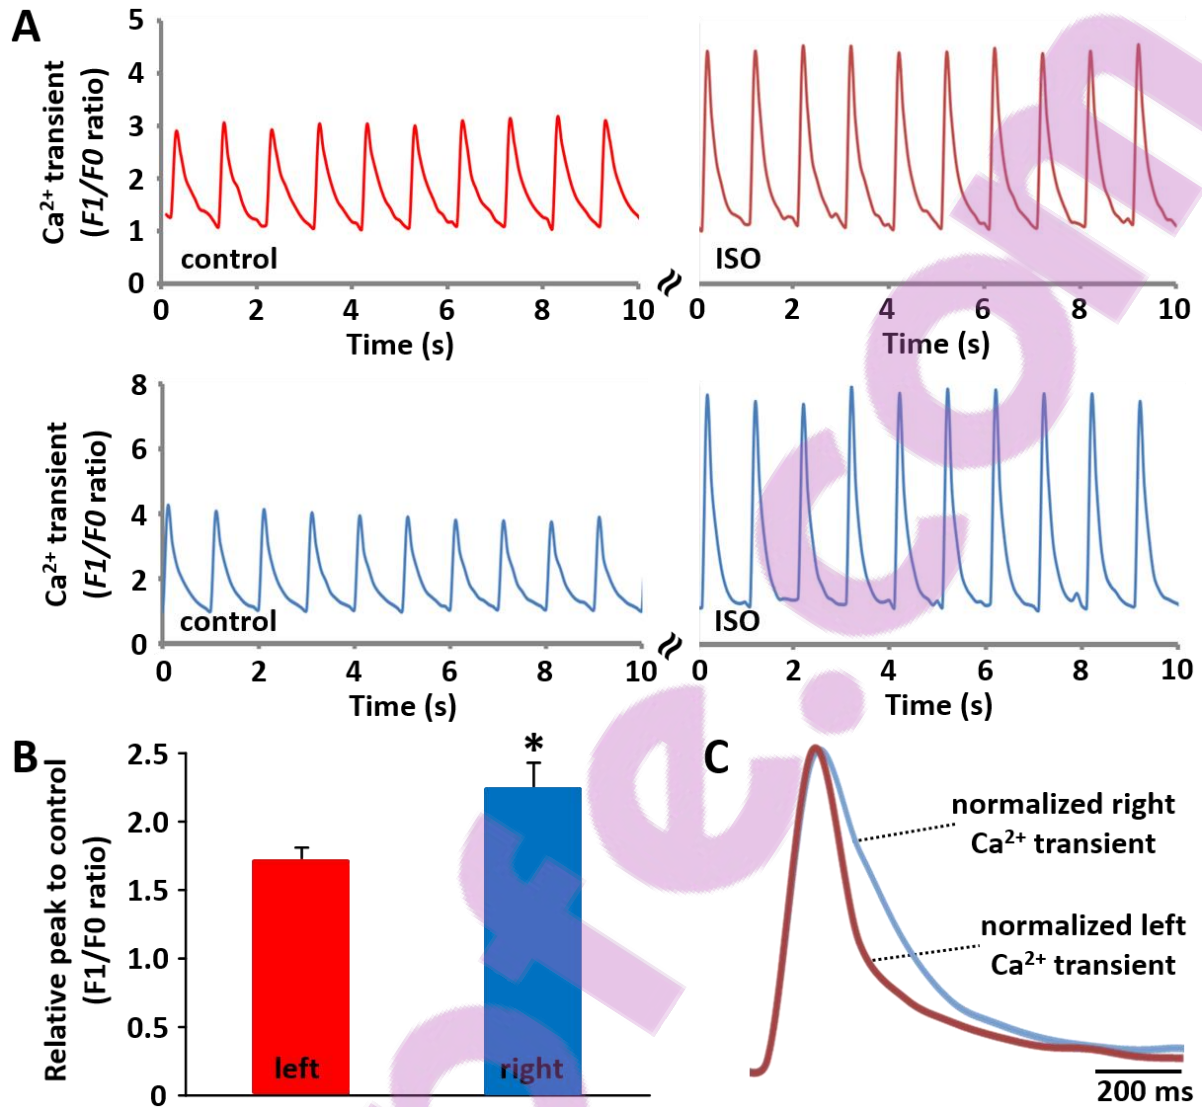 A
Ca²⁺ transient
(F1/F0 ratio)
5
4
3
2
1
0
control
0 2 4 6 8 10
Time (s)
ISO
0 2 4 6 8 10
Time (s)
Ca²⁺ transient
(F1/F0 ratio)
8
6
4
2
0
control
0 2 4 6 8 10
Time (s)
ISO
0 2 4 6 8 10
Time (s)
B
Relative peak to control
(F1/F0 ratio)
2.5
2.0
1.5
1.0
0.5
0
*
left
right
C
normalized right
Ca²⁺ transient
normalized left
Ca²⁺ transient
200 ms